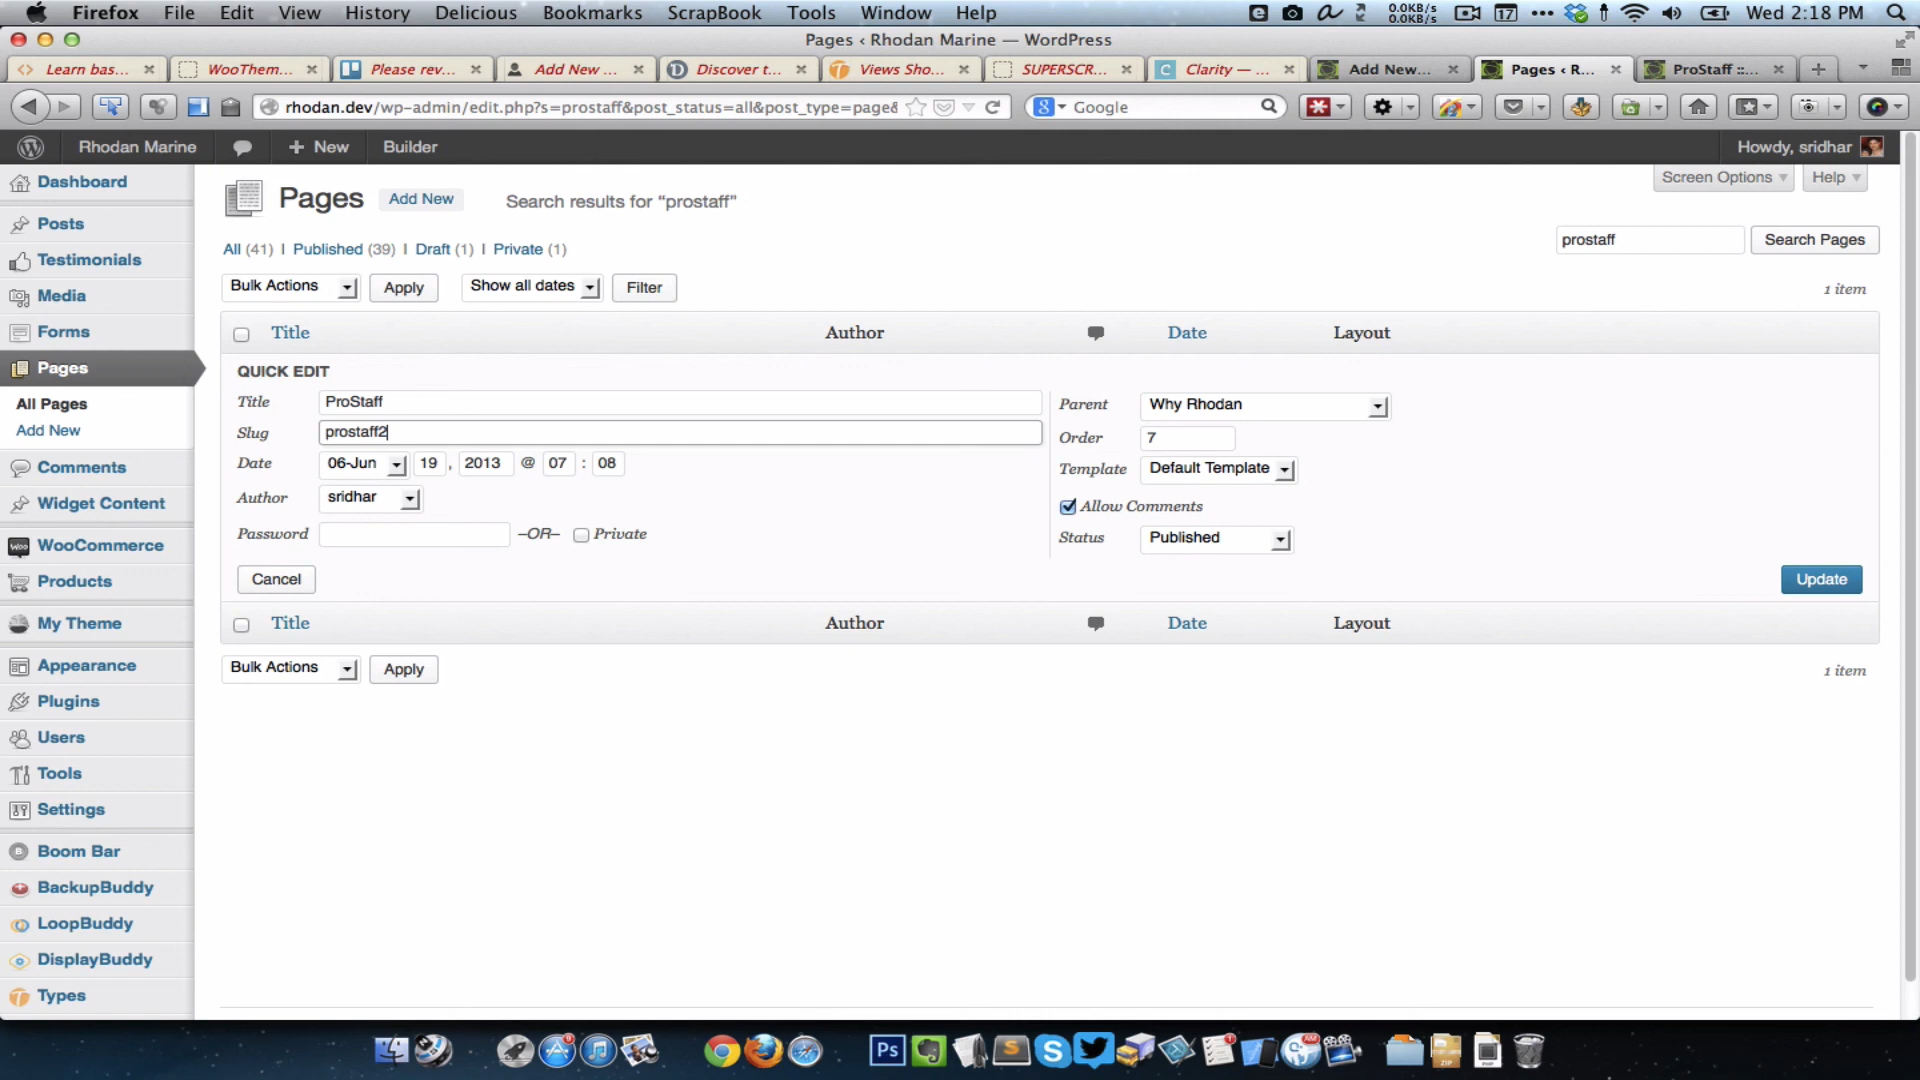 Firefox File Edit View History Delicious Bookmarks ScrapBook Tools Window Help 0.0KB/s 0.0KB/s 17 Wed 2:18 PM
Pages ‹ Rhodan Marine — WordPress
Learn bas... WooThem... Please rev... Add New ... Discover t... Views Sho... SUPERSCR... Clarity — ... Add New... Pages ‹ R... ProStaff ::...
rhodan.dev/wp-admin/edit.php?s=prostaff&post_status=all&post_type=page& Google
Rhodan Marine + New Builder Howdy, sridhar
Dashboard
Posts
Testimonials
Media
Forms
Pages
All Pages
Add New
Comments
Widget Content
WooCommerce
Products
My Theme
Appearance
Plugins
Users
Tools
Settings
Boom Bar
BackupBuddy
LoopBuddy
DisplayBuddy
Types
Screen Options Help
Pages Add New Search results for “prostaff”
All (41) | Published (39) | Draft (1) | Private (1)
prostaff Search Pages
Bulk Actions Apply Show all dates Filter 1 item
Title Author Date Layout
QUICK EDIT
Title ProStaff
Slug prostaff2
Date 06-Jun 19 , 2013 @ 07 : 08
Author sridhar
Password –OR– Private
Parent Why Rhodan
Order 7
Template Default Template
Allow Comments
Status Published
Cancel Update
Title Author Date Layout
Bulk Actions Apply 1 item
Ps